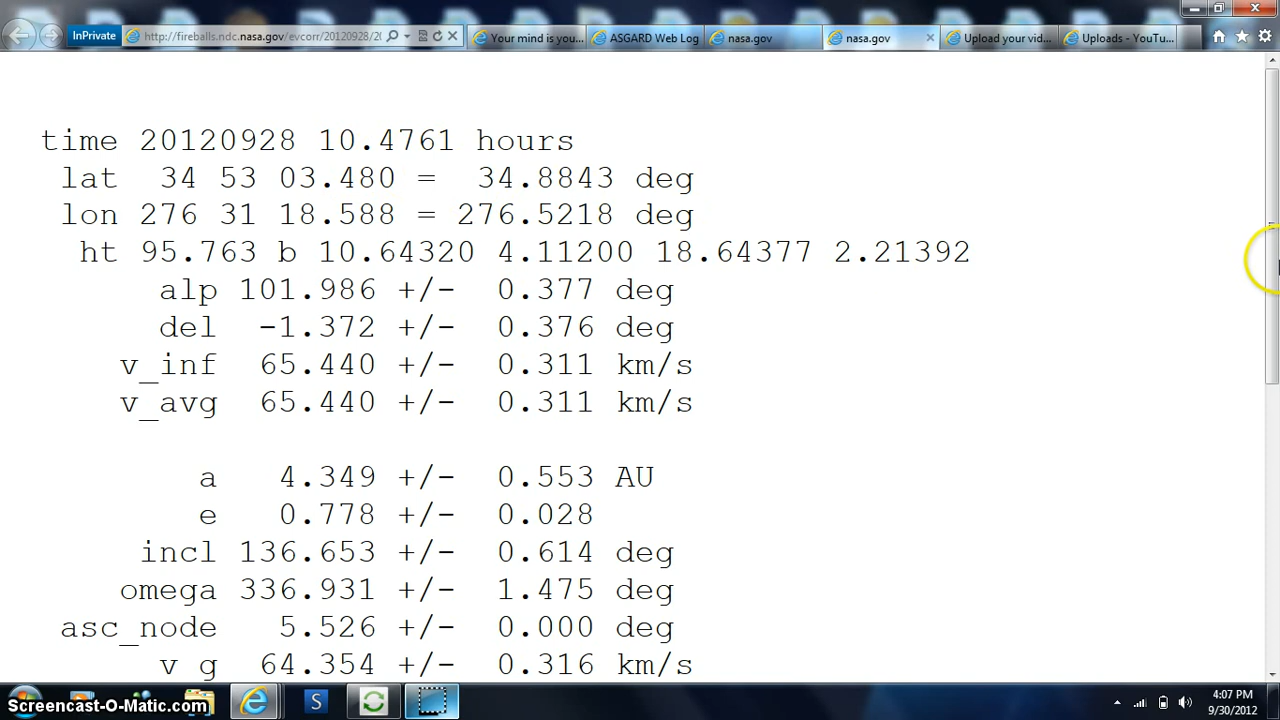 InPrivate
http://fireballs.ndc.nasa.gov/evcorr/20120928/20
Your mind is you...
ASGARD Web Log
nasa.gov
nasa.gov
Upload your vid...
Uploads - YouTu...
time 20120928 10.4761 hours
lat 34 53 03.480 = 34.8843 deg
lon 276 31 18.588 = 276.5218 deg
ht 95.763 b 10.64320 4.11200 18.64377 2.21392
alp 101.986 +/- 0.377 deg
del -1.372 +/- 0.376 deg
v_inf 65.440 +/- 0.311 km/s
v_avg 65.440 +/- 0.311 km/s
a 4.349 +/- 0.553 AU
e 0.778 +/- 0.028
incl 136.653 +/- 0.614 deg
omega 336.931 +/- 1.475 deg
asc_node 5.526 +/- 0.000 deg
v g 64.354 +/- 0.316 km/s
Screencast-O-Matic.com
S
4:07 PM
9/30/2012